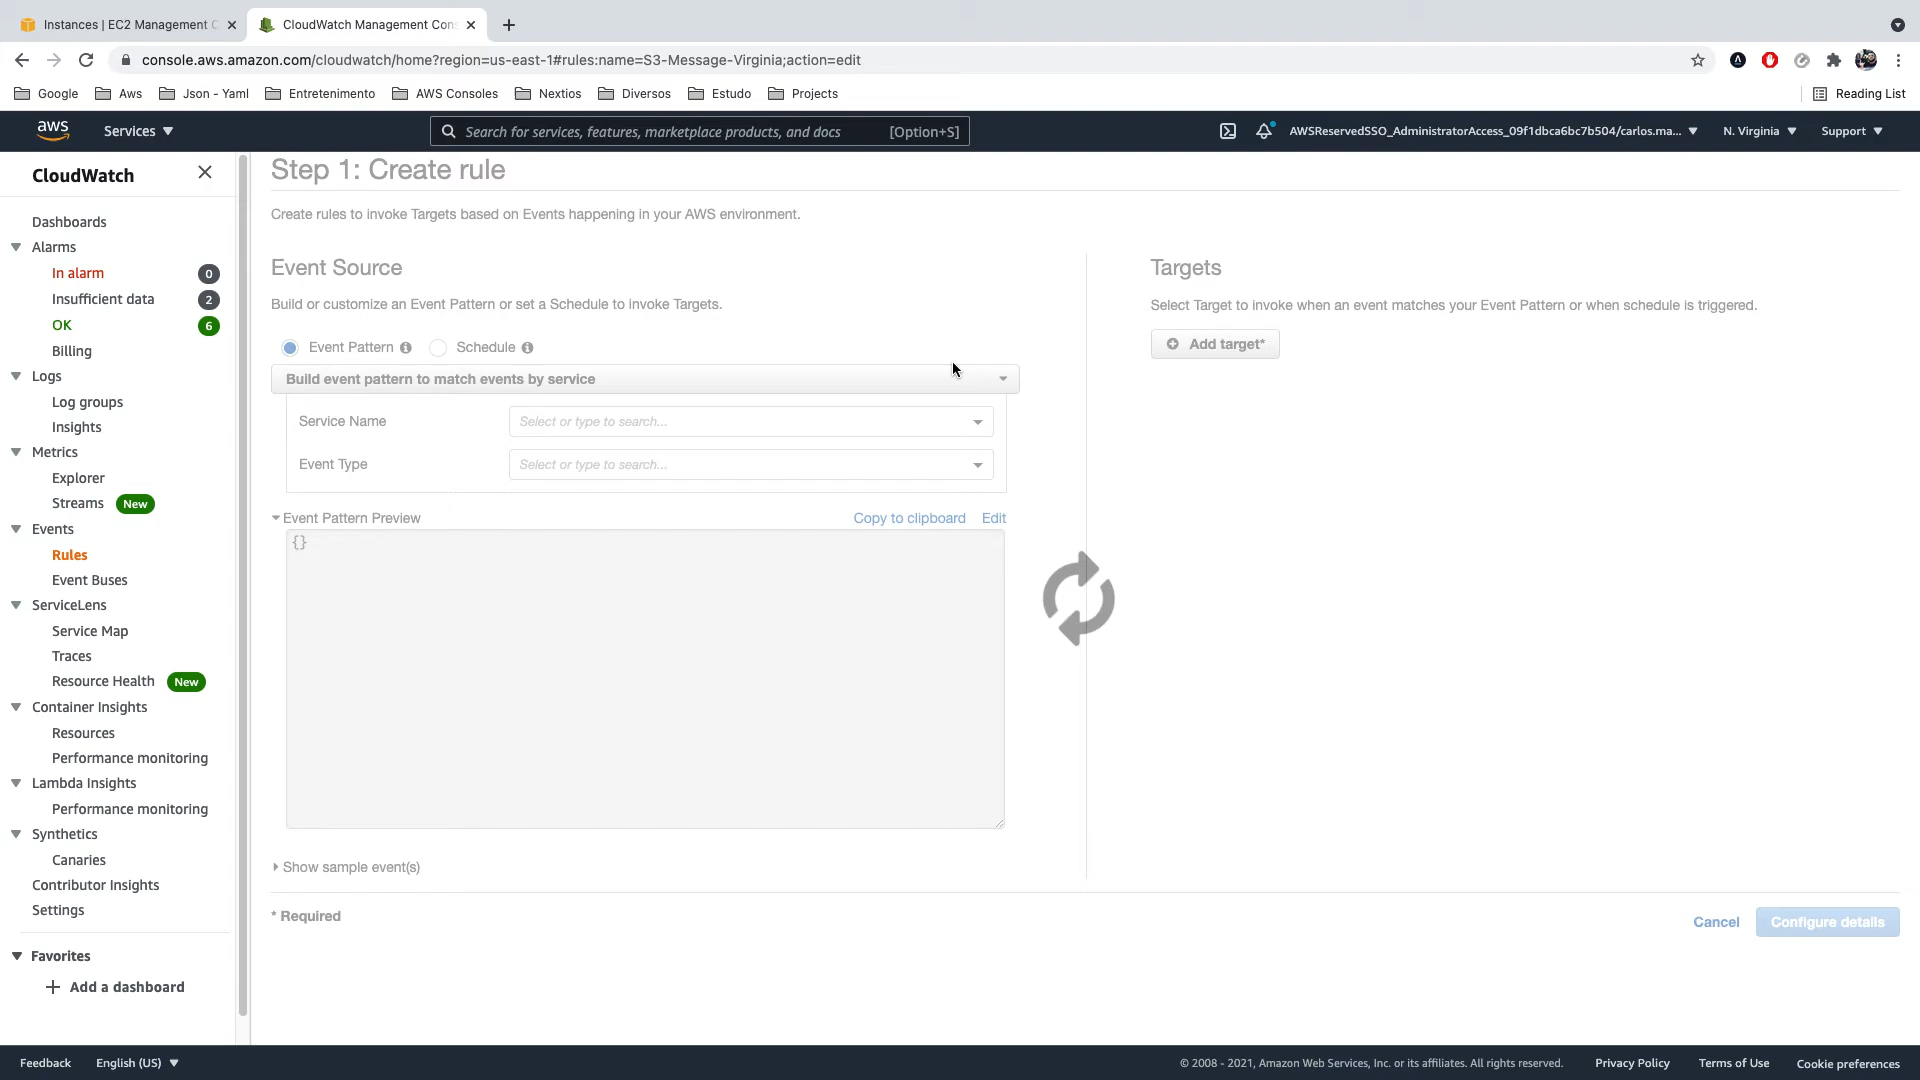 Instances | EC2 Management C
CloudWatch Management Cons
console.aws.amazon.com/cloudwatch/home?region=us-east-1#rules:name=S3-Message-Virginia;action=edit
Google
Aws
Json - Yaml
Entretenimento
AWS Consoles
Nextios
Diversos
Estudo
Projects
Reading List
aws
Services
Search for services, features, marketplace products, and docs
[Option+S]
AWSReservedSSO_AdministratorAccess_09f1dbca6bc7b504/carlos.ma...
N. Virginia
Support
CloudWatch
Dashboards
Alarms
In alarm 0
Insufficient data 2
OK 6
Billing
Logs
Log groups
Insights
Metrics
Explorer
Streams New
Events
Rules
Event Buses
ServiceLens
Service Map
Traces
Resource Health New
Container Insights
Resources
Performance monitoring
Lambda Insights
Performance monitoring
Synthetics
Canaries
Contributor Insights
Settings
Favorites
Add a dashboard
Step 1: Create rule
Create rules to invoke Targets based on Events happening in your AWS environment.
Event Source
Build or customize an Event Pattern or set a Schedule to invoke Targets.
Event Pattern
Schedule
Build event pattern to match events by service
Service Name
Select or type to search...
Event Type
Select or type to search...
Event Pattern Preview
Copy to clipboard
Edit
{}
Show sample event(s)
* Required
Targets
Select Target to invoke when an event matches your Event Pattern or when schedule is triggered.
Add target*
Cancel
Configure details
Feedback
English (US)
© 2008 - 2021, Amazon Web Services, Inc. or its affiliates. All rights reserved.
Privacy Policy
Terms of Use
Cookie preferences